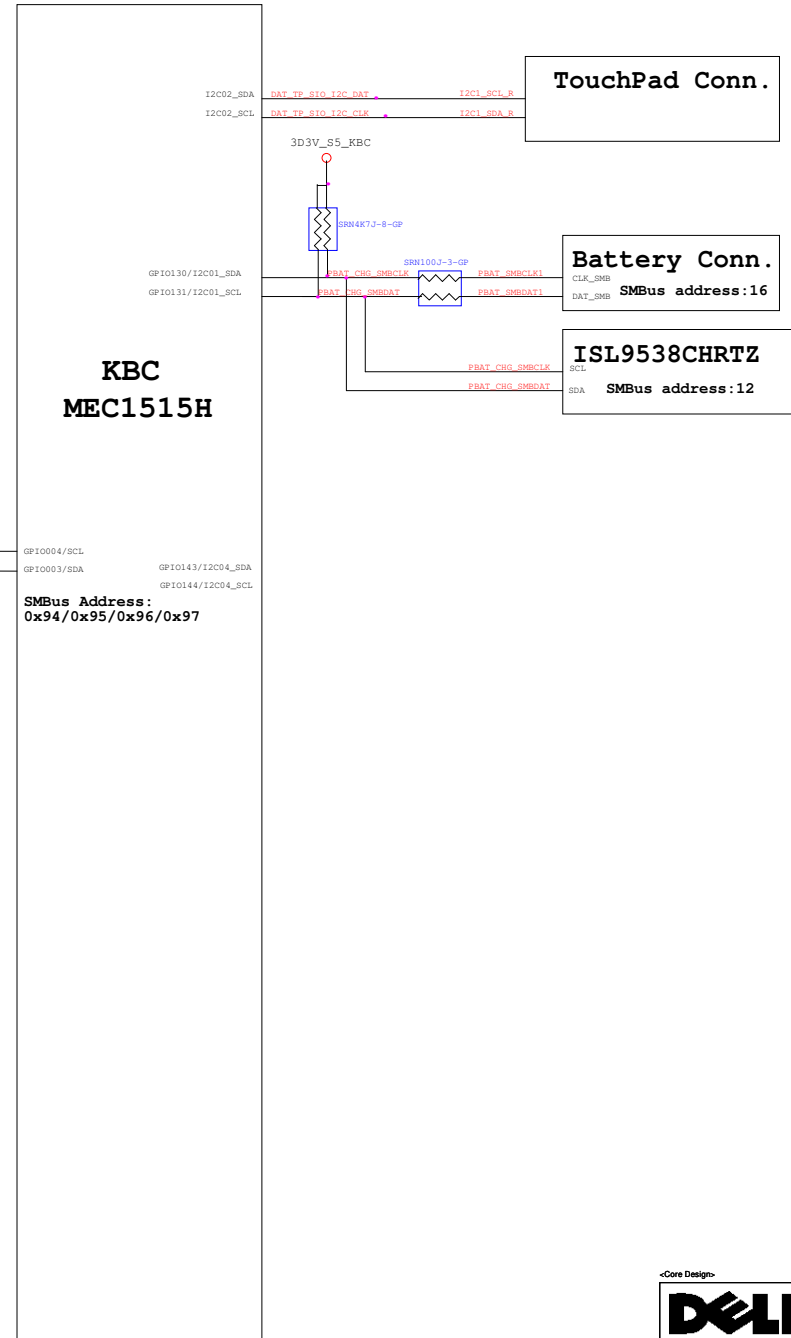 TouchPad Conn.
I2C02_SDA DAT_TP_SIO_I2C_DAT I2C1_SCL_R
I2C02_SCL DAT_TP_SIO_I2C_CLK I2C1_SDA_R
3D3V_S5_KBC
SRN4K7J-8-GP
SRN100J-3-GP
Battery Conn.
GPIO130/I2C01_SDA PBAT_CHG_SMBCLK PBAT_SMBCLK1 CLK_SMB
GPIO131/I2C01_SCL PBAT_CHG_SMBDAT PBAT_SMBDAT1 DAT_SMB SMBus address:16
ISL9538CHRTZ
PBAT_CHG_SMBCLK SCL
PBAT_CHG_SMBDAT SDA SMBus address:12
KBC
MEC1515H
GPIO004/SCL
GPIO003/SDA GPIO143/I2C04_SDA
GPIO144/I2C04_SCL
SMBus Address:
0x94/0x95/0x96/0x97
<Core Design>
DELL